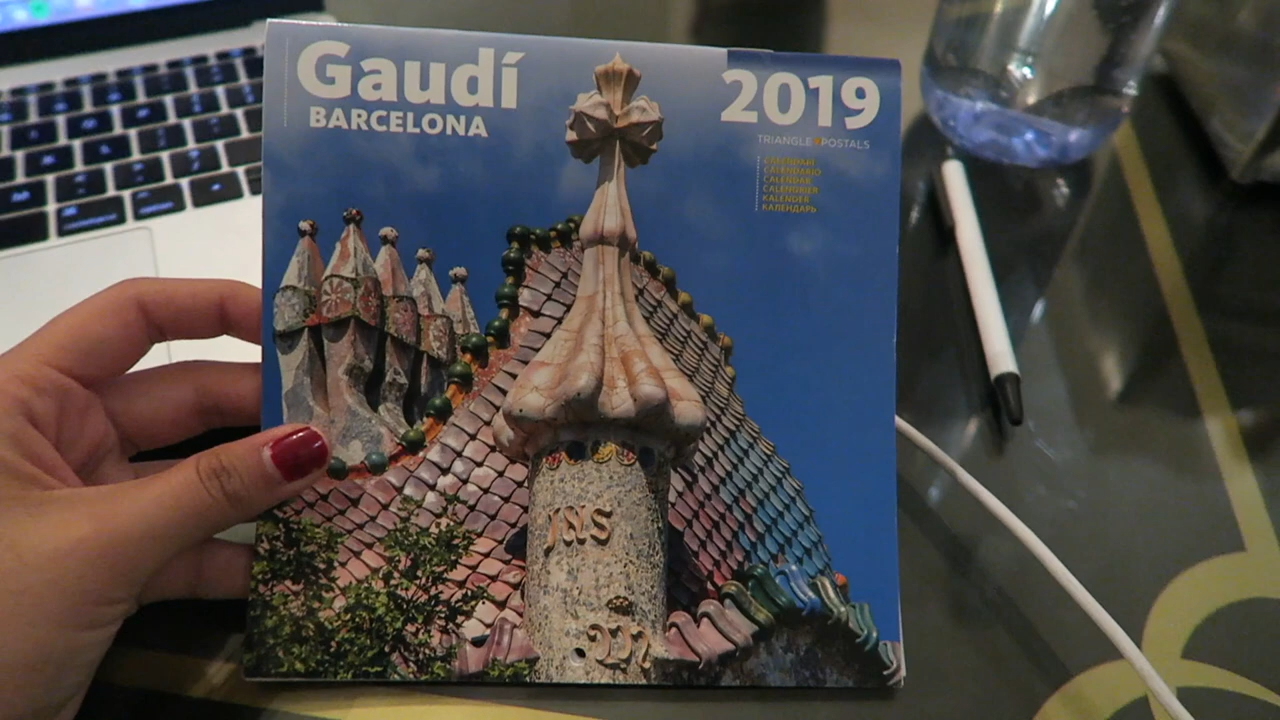 Gaudí
BARCELONA
2019
TRIANGLE POSTALS
CALENDARI
CALENDARIO
CALENDAR
CALENDRIER
KALENDER
КАЛЕНДАРЬ
JHS